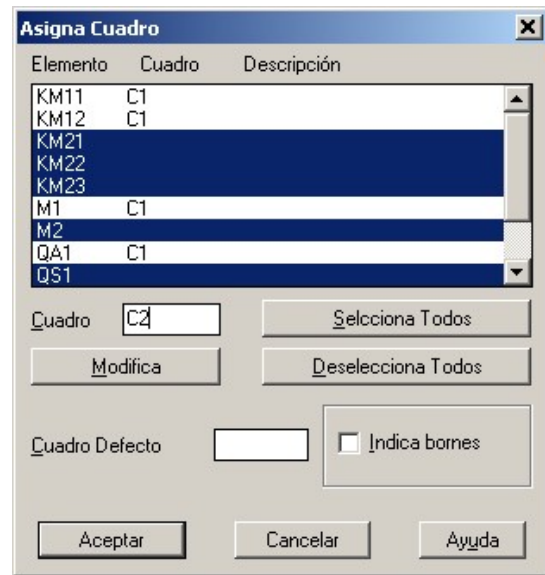 Asigna Cuadro
Elemento Cuadro Descripción
KM11 C1
KM12 C1
KM21
KM22
KM23
M1 C1
M2
QA1 C1
QS1
Cuadro C2 Selcciona Todos
Modifica Deselecciona Todos
Cuadro Defecto Indica bornes
Aceptar Cancelar Ayuda